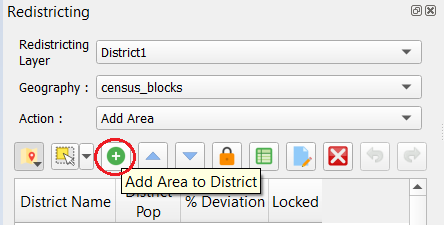 Redistricting
Redistricting
Layer
District1
Geography :
census_blocks
Action :
Add Area
Add Area to District
District Name
District
Pop
% Deviation
Locked